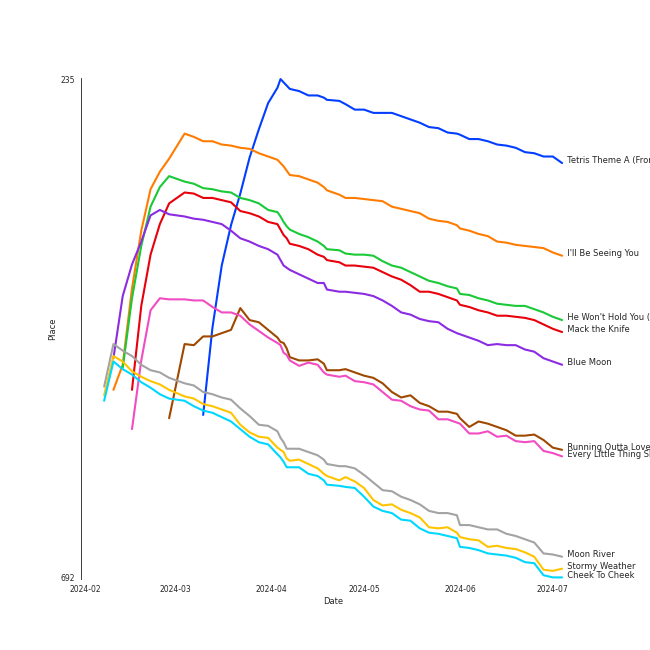 235
Tetris Theme A (Fro
I'll Be Seeing You
He Won't Hold You (
Mack the Knife
Place
Blue Moon
Running Outta Love
Every Little Thing S
Moon River
Stormy Weather
Cheek To Cheek
692
2024-02 2024-03 2024-04 2024-05 2024-06 2024-07
Date